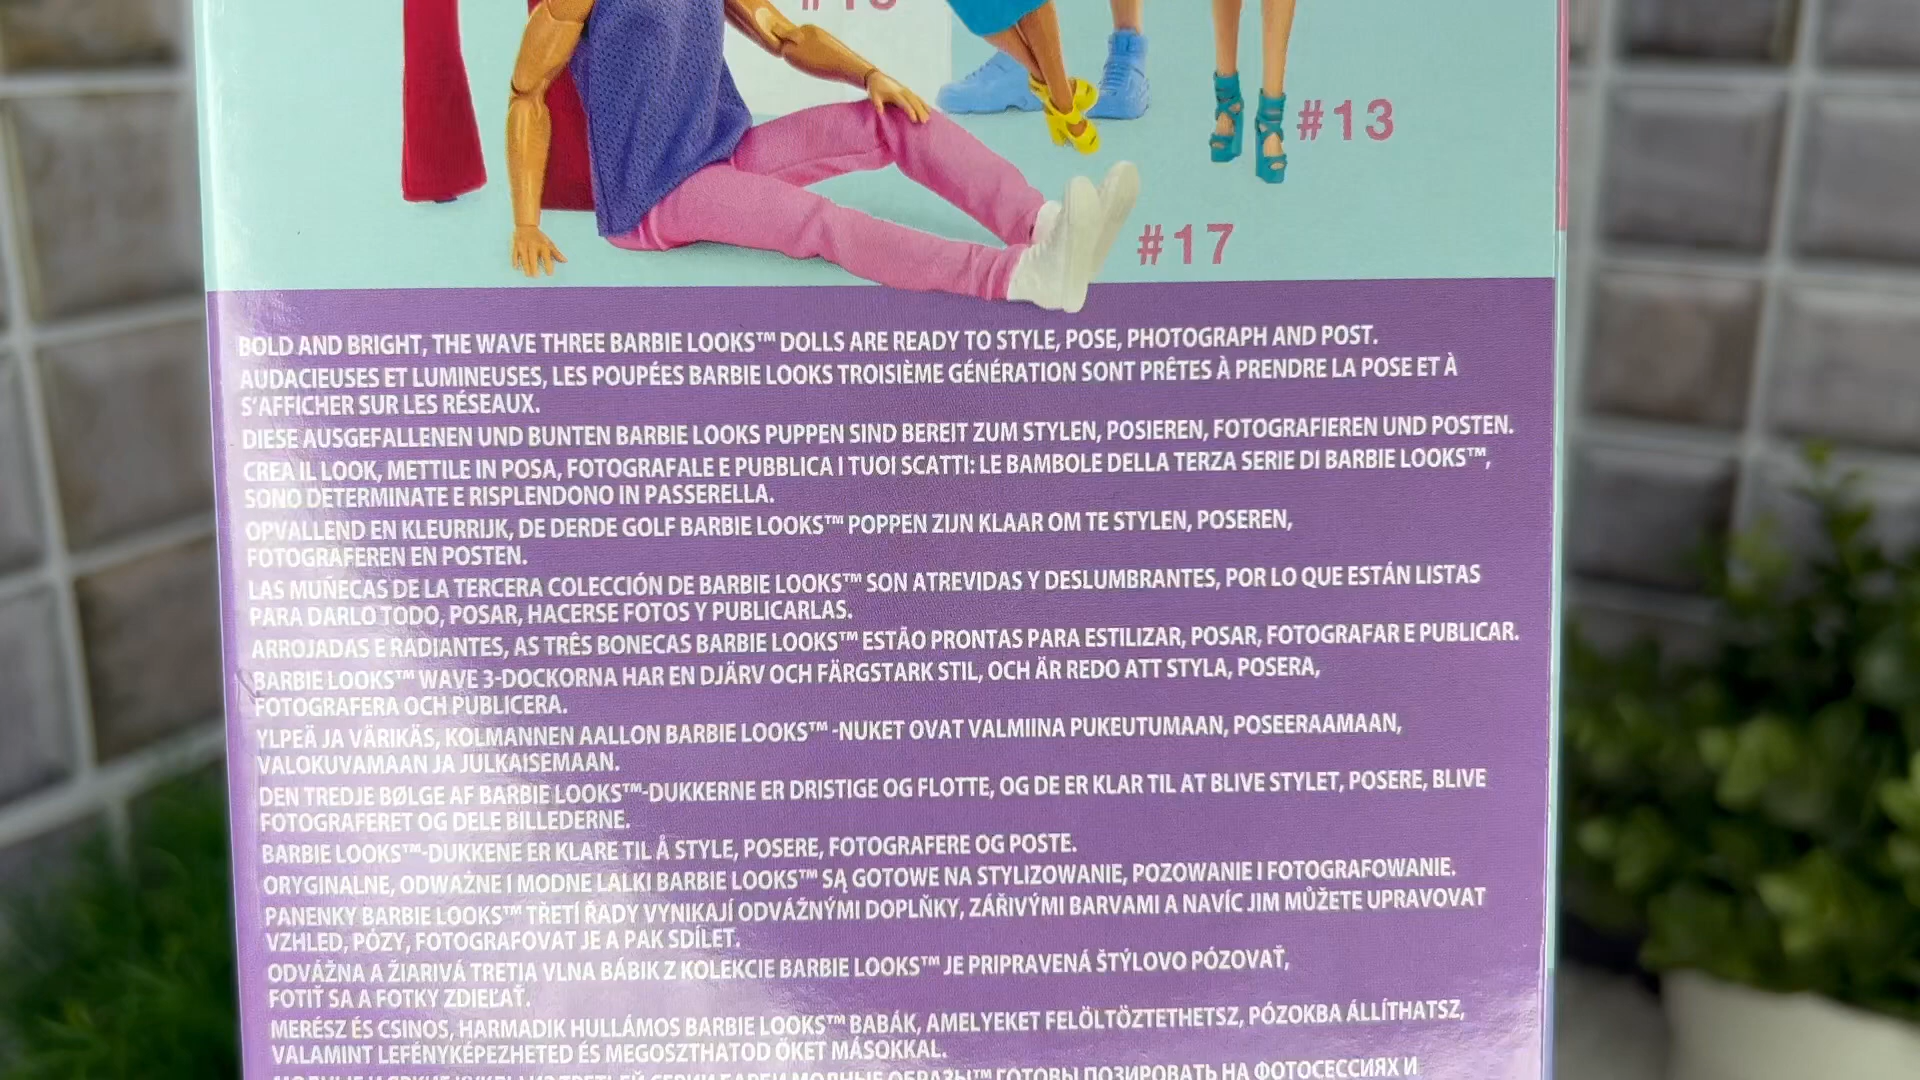 #13
#17
BOLD AND BRIGHT, THE WAVE THREE BARBIE LOOKS™ DOLLS ARE READY TO STYLE, POSE, PHOTOGRAPH AND POST.
AUDACIEUSES ET LUMINEUSES, LES POUPÉES BARBIE LOOKS TROISIÈME GÉNÉRATION SONT PRÊTES À PRENDRE LA POSE ET À
S'AFFICHER SUR LES RÉSEAUX.
DIESE AUSGEFALLENEN UND BUNTEN BARBIE LOOKS PUPPEN SIND BEREIT ZUM STYLEN, POSIEREN, FOTOGRAFIEREN UND POSTEN.
CREA IL LOOK, METTILE IN POSA, FOTOGRAFALE E PUBBLICA I TUOI SCATTI: LE BAMBOLE DELLA TERZA SERIE DI BARBIE LOOKS™,
SONO DETERMINATE E RISPLENDONO IN PASSERELLA.
OPVALLEND EN KLEURRIJK, DE DERDE GOLF BARBIE LOOKS™ POPPEN ZIJN KLAAR OM TE STYLEN, POSEREN,
FOTOGRAFEREN EN POSTEN.
LAS MUÑECAS DE LA TERCERA COLECCIÓN DE BARBIE LOOKS™ SON ATREVIDAS Y DESLUMBRANTES, POR LO QUE ESTÁN LISTAS
PARA DARLO TODO, POSAR, HACERSE FOTOS Y PUBLICARLAS.
ARROJADAS E RADIANTES, AS TRÊS BONECAS BARBIE LOOKS™ ESTÃO PRONTAS PARA ESTILIZAR, POSAR, FOTOGRAFAR E PUBLICAR.
BARBIE LOOKS™ WAVE 3-DOCKORNA HAR EN DJÄRV OCH FÄRGSTARK STIL, OCH ÄR REDO ATT STYLA, POSERA,
FOTOGRAFERA OCH PUBLICERA.
YLPEÄ JA VÄRIKÄS, KOLMANNEN AALLON BARBIE LOOKS™ -NUKET OVAT VALMIINA PUKEUTUMAAN, POSEERAAMAAN,
VALOKUVAMAAN JA JULKAISEMAAN.
DEN TREDJE BØLGE AF BARBIE LOOKS™-DUKKERNE ER DRISTIGE OG FLOTTE, OG DE ER KLAR TIL AT BLIVE STYLET, POSERE, BLIVE
FOTOGRAFERET OG DELE BILLEDERNE.
BARBIE LOOKS™-DUKKENE ER KLARE TIL Å STYLE, POSERE, FOTOGRAFERE OG POSTE.
ORYGINALNE, ODWAŻNE I MODNE LALKI BARBIE LOOKS™ SĄ GOTOWE NA STYLIZOWANIE, POZOWANIE I FOTOGRAFOWANIE.
PANENKY BARBIE LOOKS™ TŘETÍ ŘADY VYNIKAJÍ ODVÁŽNÝMI DOPLŇKY, ZÁŘIVÝMI BARVAMI A NAVÍC JIM MŮŽETE UPRAVOVAT
VZHLED, PÓZY, FOTOGRAFOVAT JE A PAK SDÍLET.
ODVÁŽNA A ŽIARIVÁ TRETIA VLNA BÁBIK Z KOLEKCIE BARBIE LOOKS™ JE PRIPRAVENÁ ŠTÝLOVO PÓZOVAŤ,
FOTIŤ SA A FOTKY ZDIEĽAŤ.
MERÉSZ ÉS CSINOS, HARMADIK HULLÁMOS BARBIE LOOKS™ BABÁK, AMELYEKET FELÖLTÖZTETHETSZ, PÓZOKBA ÁLLÍTHATSZ,
VALAMINT LEFÉNYKÉPEZHETED ÉS MEGOSZTHATOD ŐKET MÁSOKKAL.
МОДНЫЕ И ЯРКИЕ КУКЛЫ ИЗ ТРЕТЬЕЙ СЕРИИ БАРБИ МОДНЫЕ ОБРАЗЫ™ ГОТОВЫ ПОЗИРОВАТЬ НА ФОТОСЕССИЯХ И